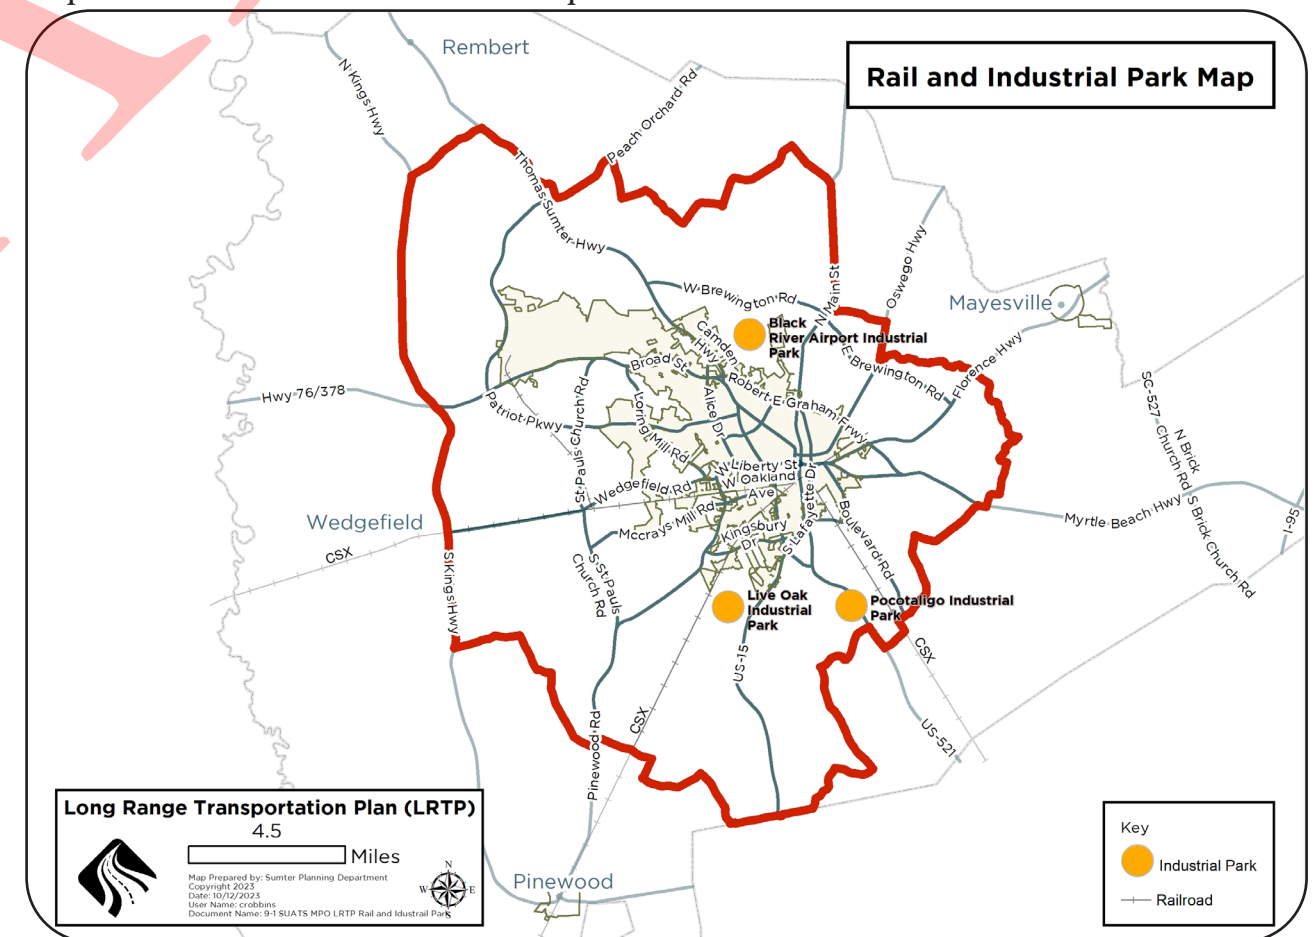 Rail and Industrial Park Map
Rembert
N Kings Hwy
Peach Orchard Rd
Thomas Sumter Hwy
Oswego Hwy
N Main St
W Brewington Rd
Mayesville
Black
River Airport Industrial
Park
Camden
Hwy
Broad St
E Brewington Rd
Florence Hwy
Robert E Graham Frwy
Hwy 76/378
Patriot Pkwy
St Pauls Church Rd
Loring Mill Rd
Alice Dr
SC-527
Church Rd
N Brick
W Liberty St
W Oakland
Ave
Wedgefield Rd
Wedgefield
Mccrays Mill Rd
Kingsbury
Dr
S Lafayette Dr
Boulevard Rd
Myrtle Beach Hwy
S Brick Church Rd
I-95
CSX
S Kings Hwy
S St Pauls
Church Rd
Live Oak
Industrial
Park
Pocotaligo Industrial
Park
CSX
US-15
CSX
US-521
Pinewood Rd
Pinewood
Long Range Transportation Plan (LRTP)
4.5
Miles
Map Prepared by: Sumter Planning Department
Copyright 2023
Date: 10/12/2023
User Name: crobbins
Document Name: 9-1 SUATS MPO LRTP Rail and Idustrail Park
N
W E
S
Key
Industrial Park
Railroad